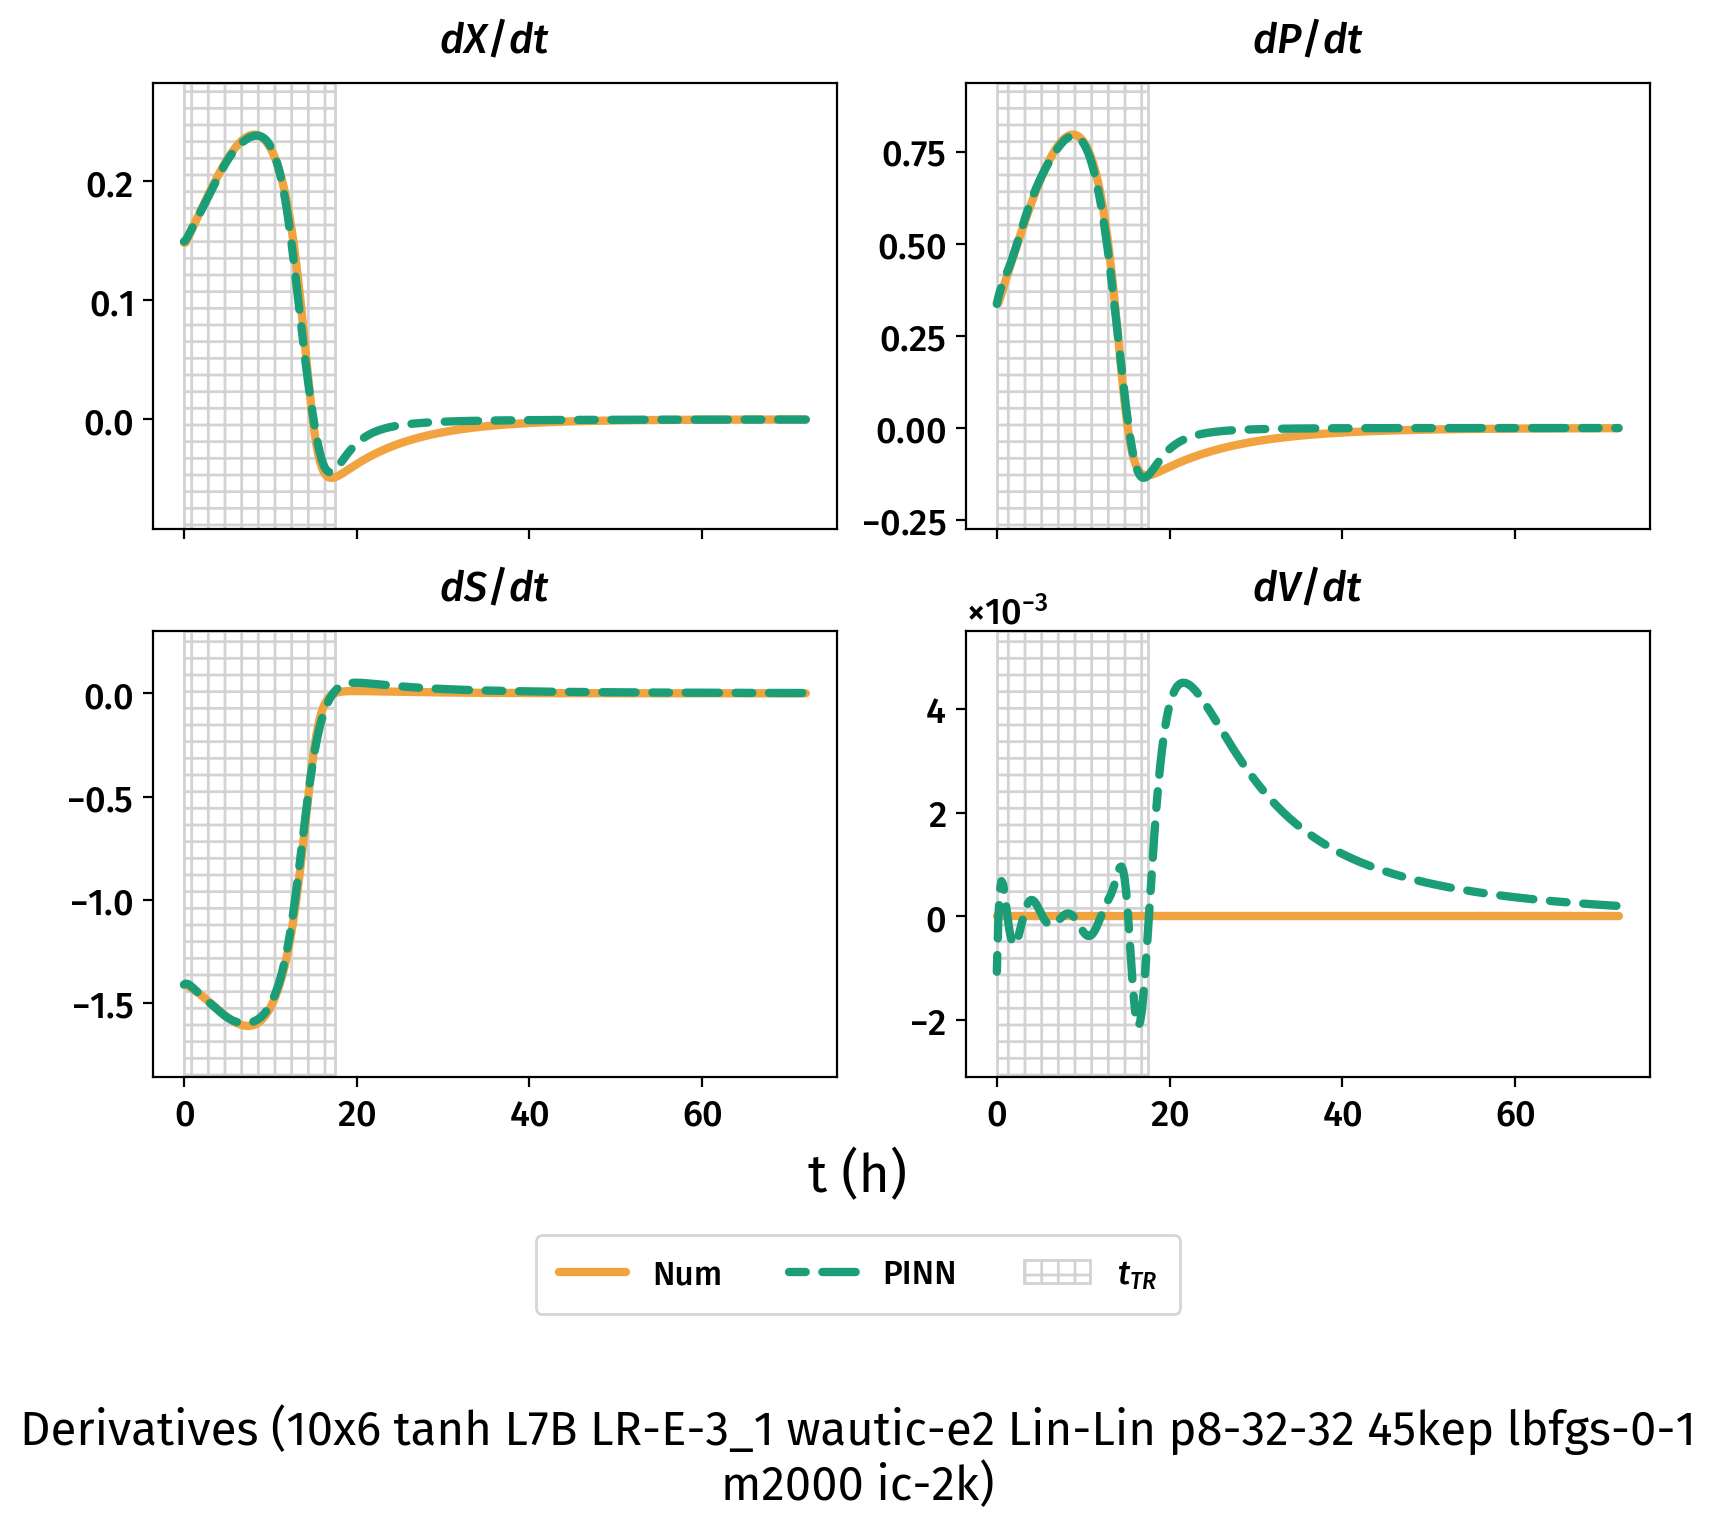 dX/dt
dP/dt
0.2
0.1
0.0
0.75
0.50
0.25
0.00
−0.25
dS/dt
dV/dt
×10⁻³
0.0
−0.5
−1.0
−1.5
4
2
0
−2
0 20 40 60
0 20 40 60
t (h)
Num PINN t_TR
Derivatives (10x6 tanh L7B LR-E-3_1 wautic-e2 Lin-Lin p8-32-32 45kep lbfgs-0-1
m2000 ic-2k)